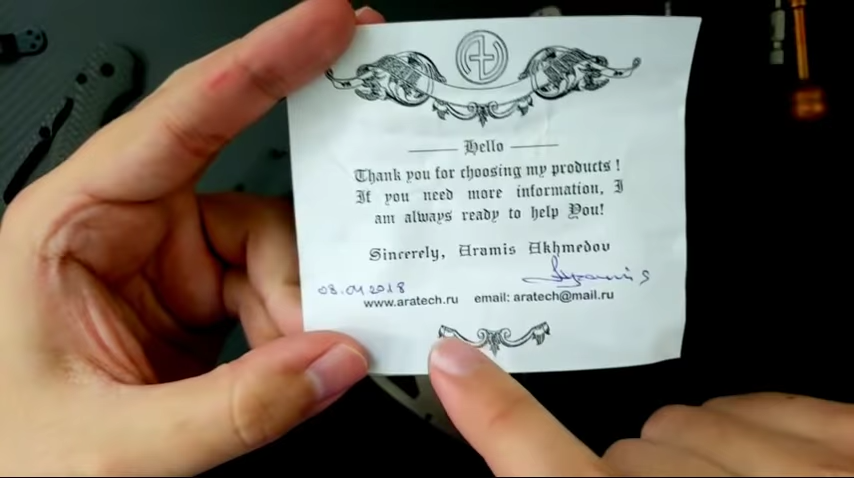 Hello
Thank you for choosing my products !
If you need more information, I
am always ready to help You!
Sincerely, Aramis Akhmedov
08.04.2018
www.aratech.ru email: aratech@mail.ru